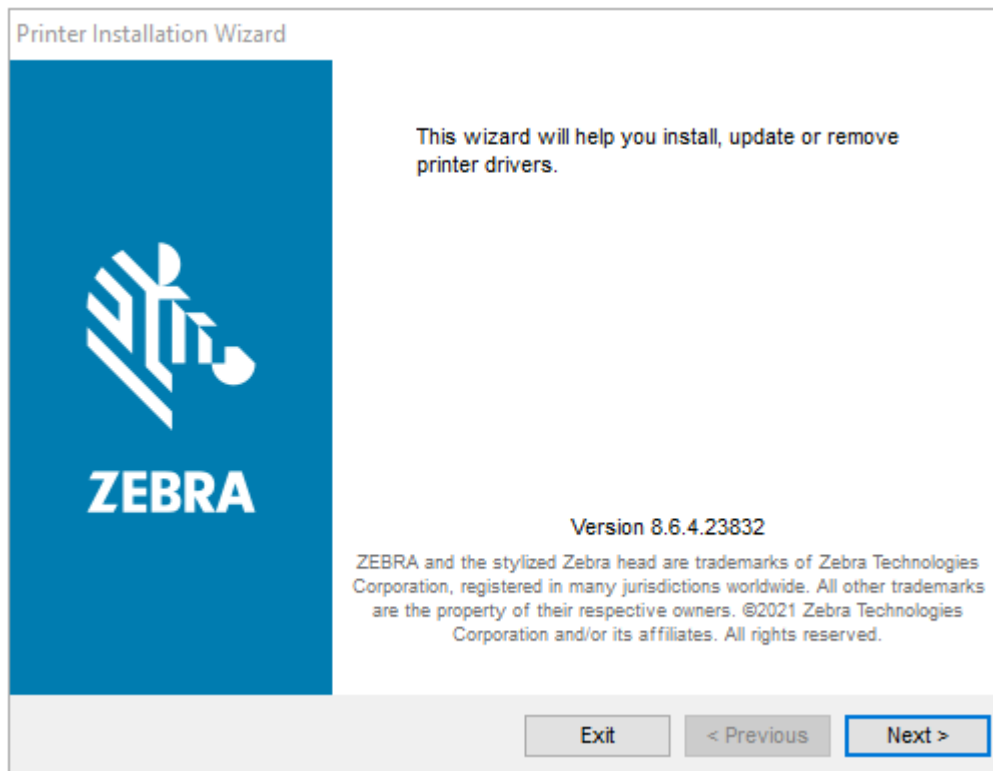 Printer Installation Wizard
This wizard will help you install, update or remove
printer drivers.
ZEBRA
Version 8.6.4.23832
ZEBRA and the stylized Zebra head are trademarks of Zebra Technologies
Corporation, registered in many jurisdictions worldwide. All other trademarks
are the property of their respective owners. ©2021 Zebra Technologies
Corporation and/or its affiliates. All rights reserved.
Exit
< Previous
Next >